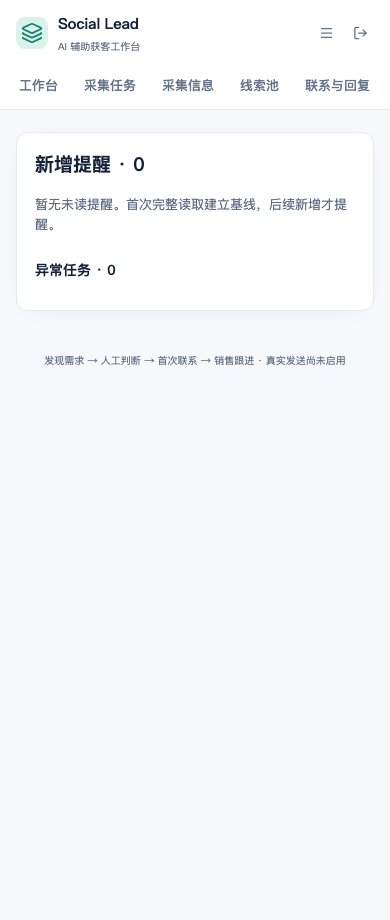 Social Lead
AI 辅助获客工作台
工作台 采集任务 采集信息 线索池 联系与回复
新增提醒 · 0
暂无未读提醒。首次完整读取建立基线，后续新增才提
醒。
异常任务 · 0
发现需求 → 人工判断 → 首次联系 → 销售跟进 · 真实发送尚未启用